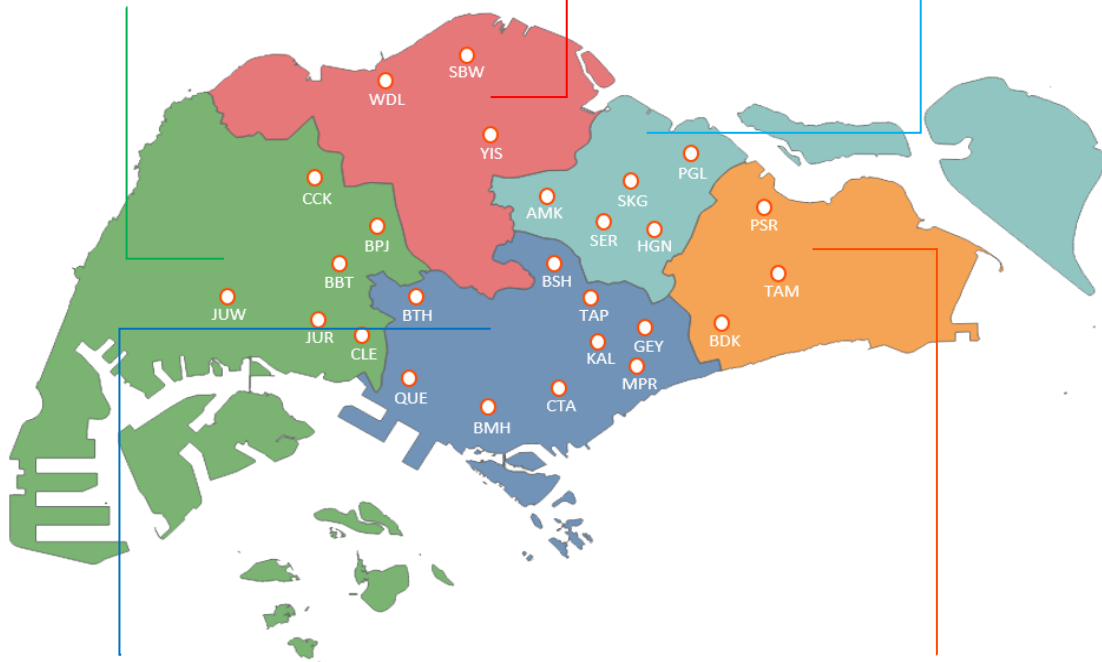 SBW
WDL
YIS
PGL
CCK
SKG
AMK
PSR
SER
HGN
BPJ
BBT
BSH
TAM
JUW
BTH
TAP
JUR
CLE
GEY
BDK
KAL
MPR
QUE
CTA
BMH